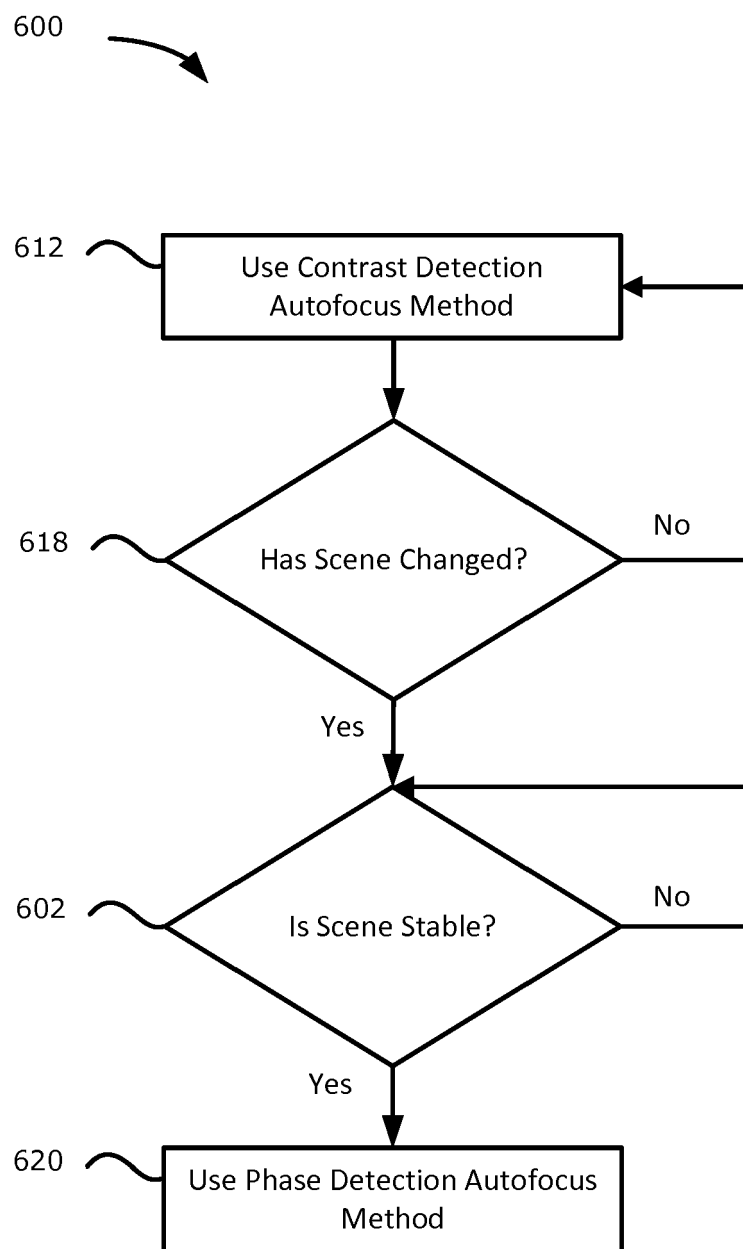 600
612
Use Contrast Detection
Autofocus Method
618
Has Scene Changed?
No
Yes
602
Is Scene Stable?
No
Yes
620
Use Phase Detection Autofocus
Method